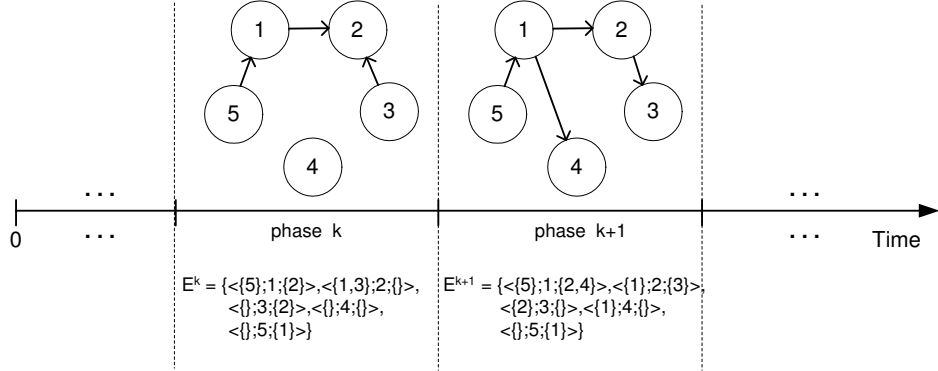 1 2 1 2
5 3 5 3
4 4
. . . . . .
0 . . . phase k phase k+1 . . . Time
E^k = {<{5};1;{2}>,<{1,3};2;{}>,
<{};3;{2}>,<{};4;{}>,
<{};5;{1}>}
E^k+1 = {<{5};1;{2,4}>,<{1};2;{3}>,
<{2};3;{}>,<{1};4;{}>,
<{};5;{1}>}